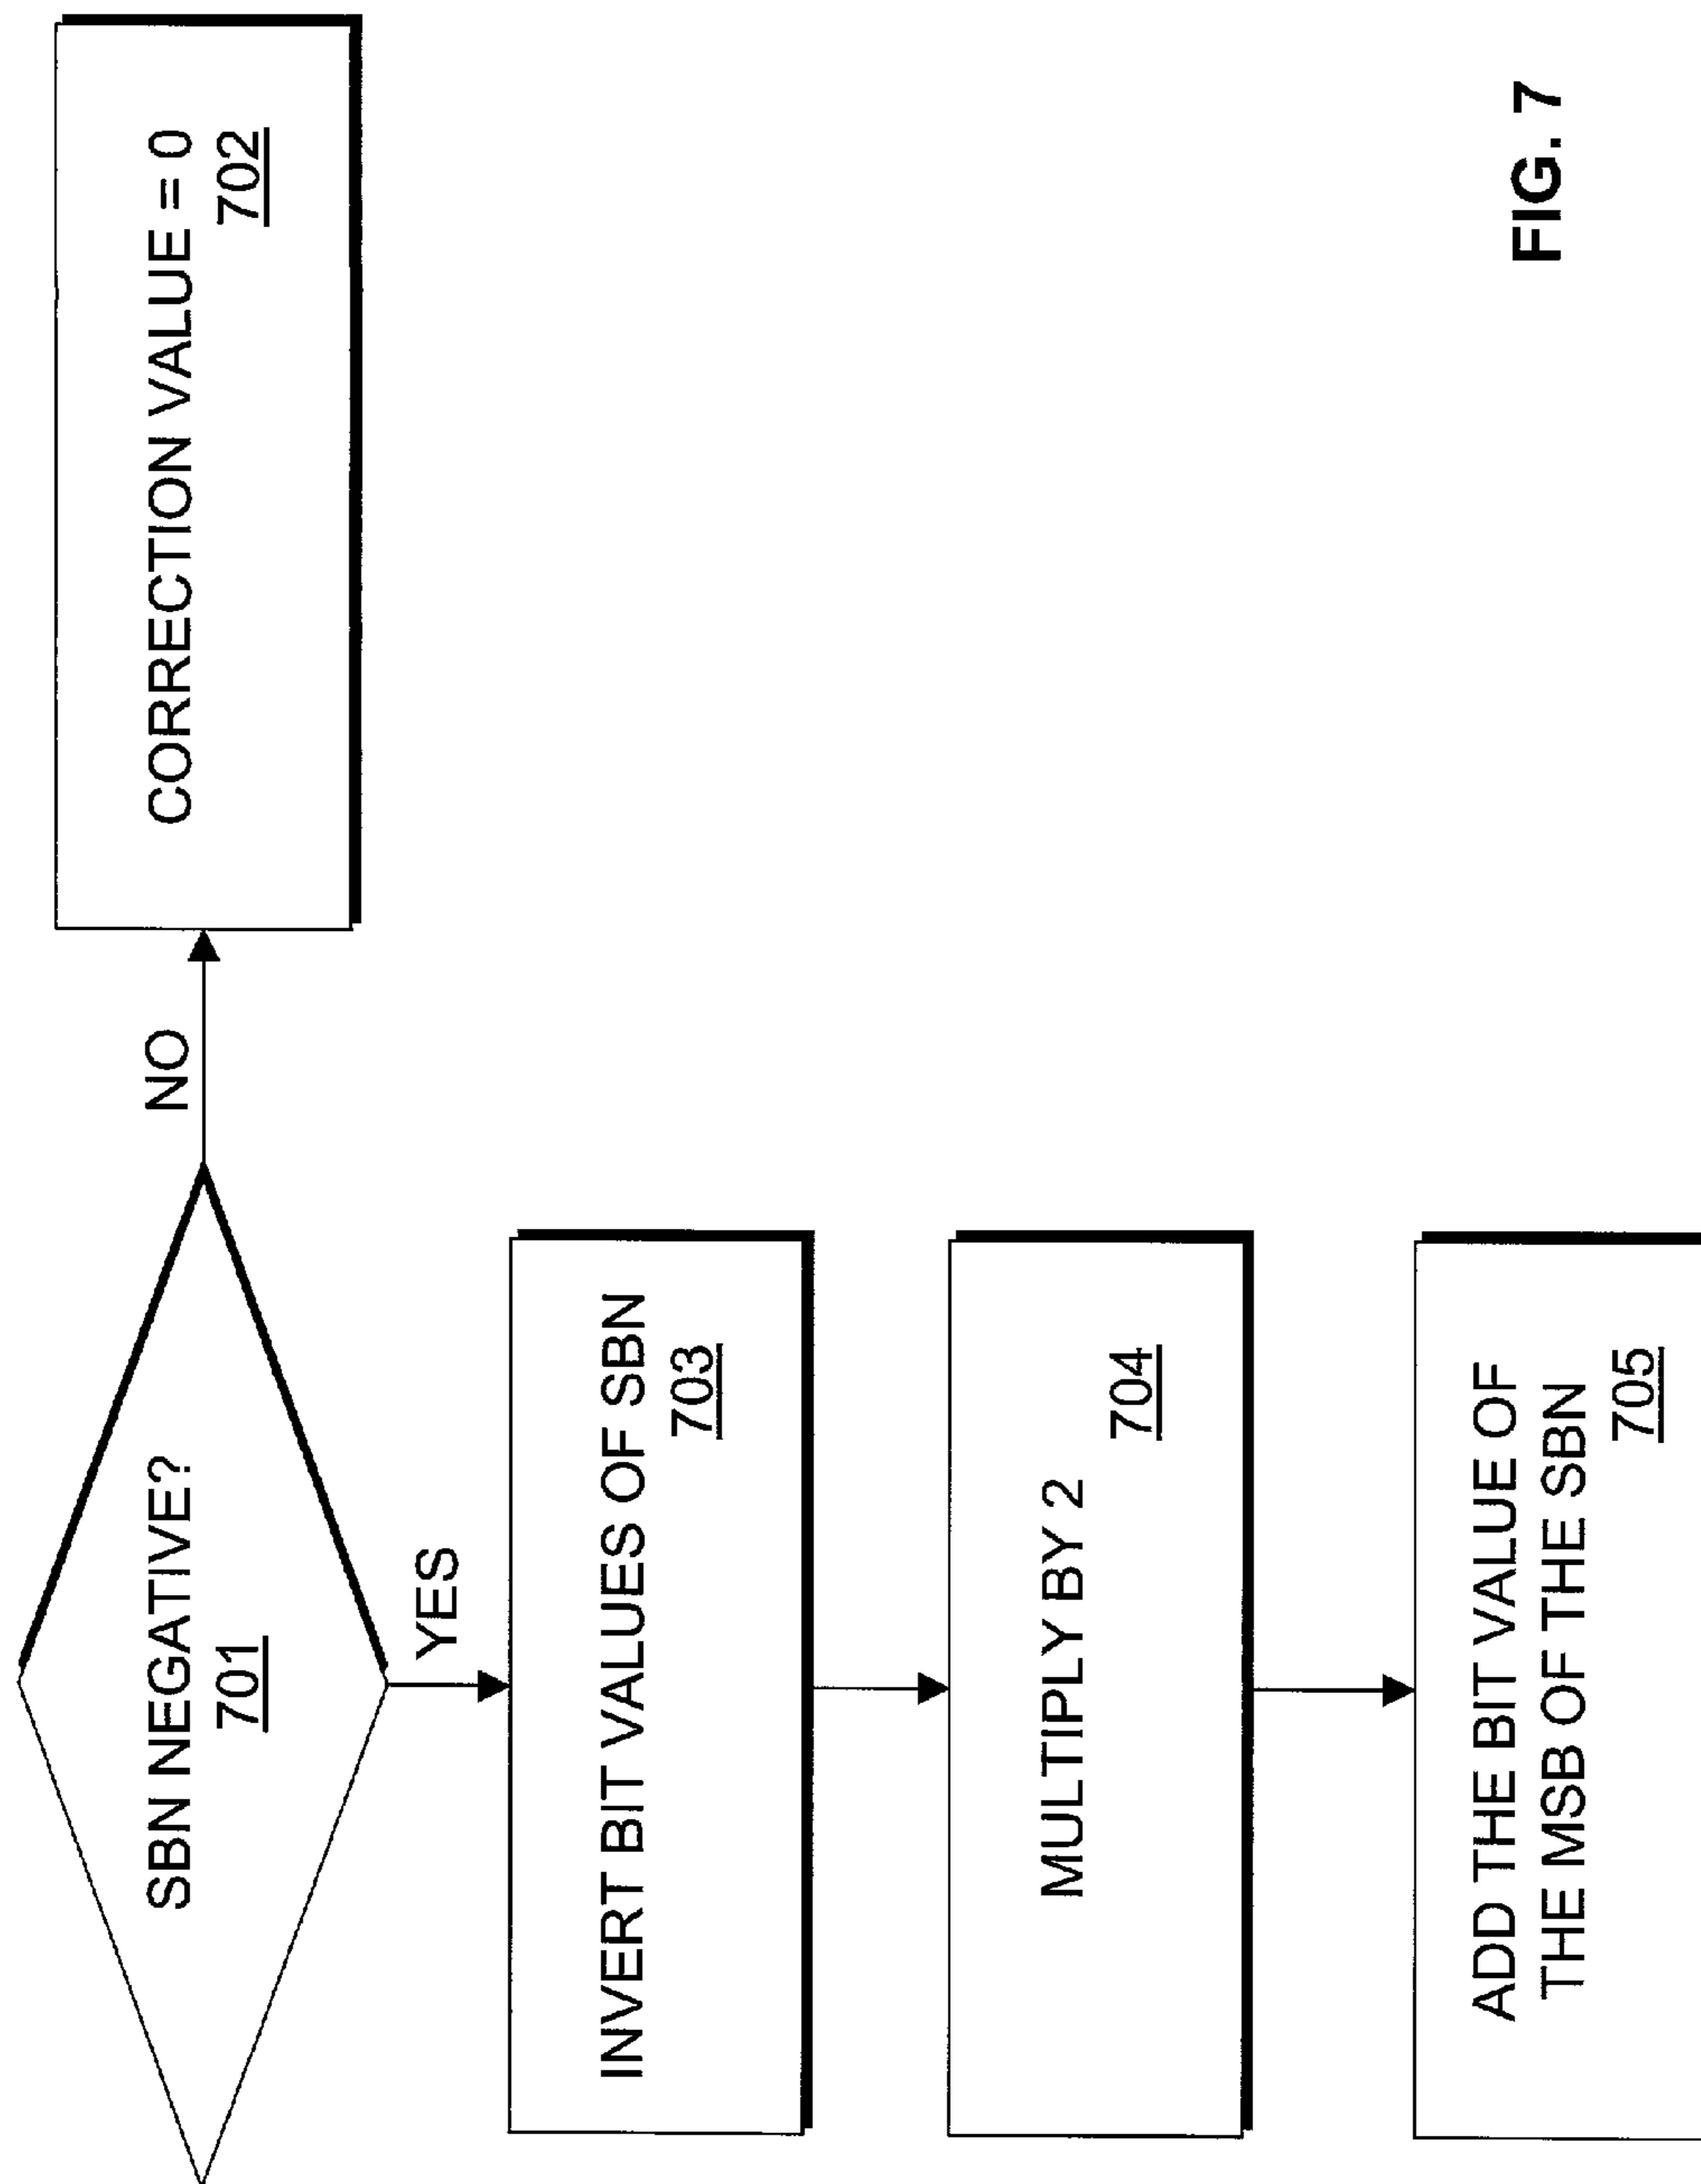 SBN NEGATIVE?
701
NO
CORRECTION VALUE = 0
702
YES
INVERT BIT VALUES OF SBN
703
MULTIPLY BY 2
704
ADD THE BIT VALUE OF
THE MSB OF THE SBN
705
FIG. 7